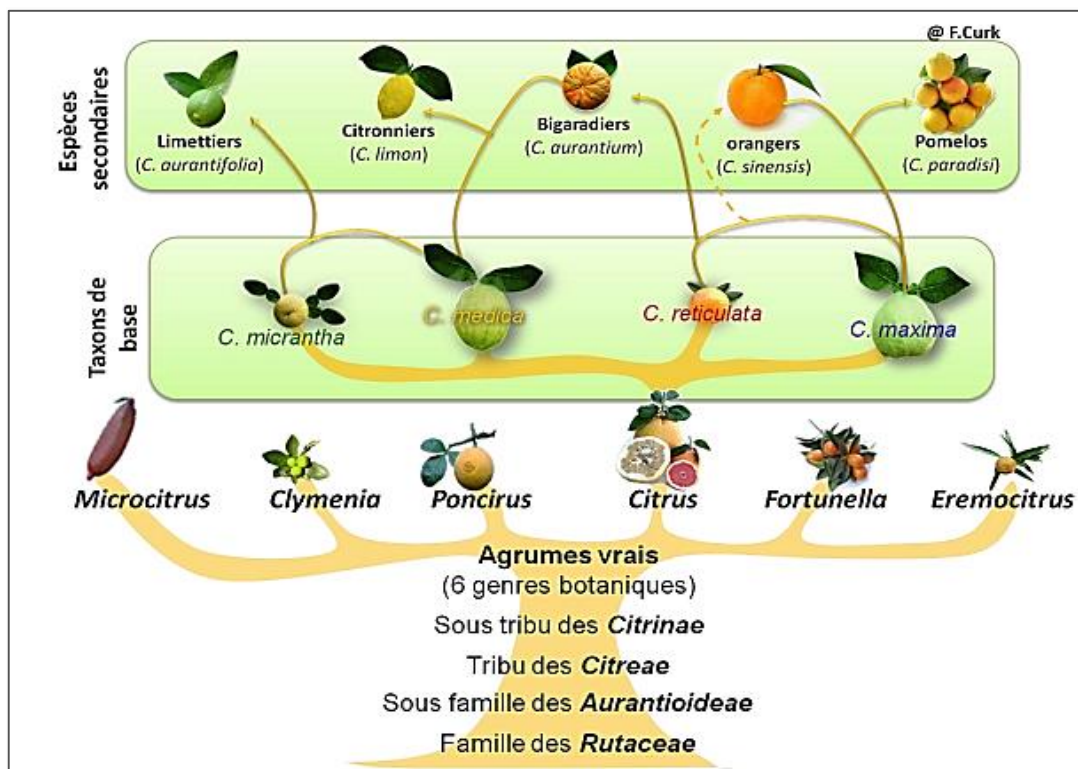 @ F.Curk
Espèces
secondaires
Limettiers
(C. aurantifolia)
Citronniers
(C. limon)
Bigaradiers
(C. aurantium)
orangers
(C. sinensis)
Pomelos
(C. paradisi)
Taxons de
base
C. micrantha
C. medica
C. reticulata
C. maxima
Microcitrus
Clymenia
Poncirus
Citrus
Fortunella
Eremocitrus
Agrumes vrais
(6 genres botaniques)
Sous tribu des Citrinae
Tribu des Citreae
Sous famille des Aurantioideae
Famille des Rutaceae